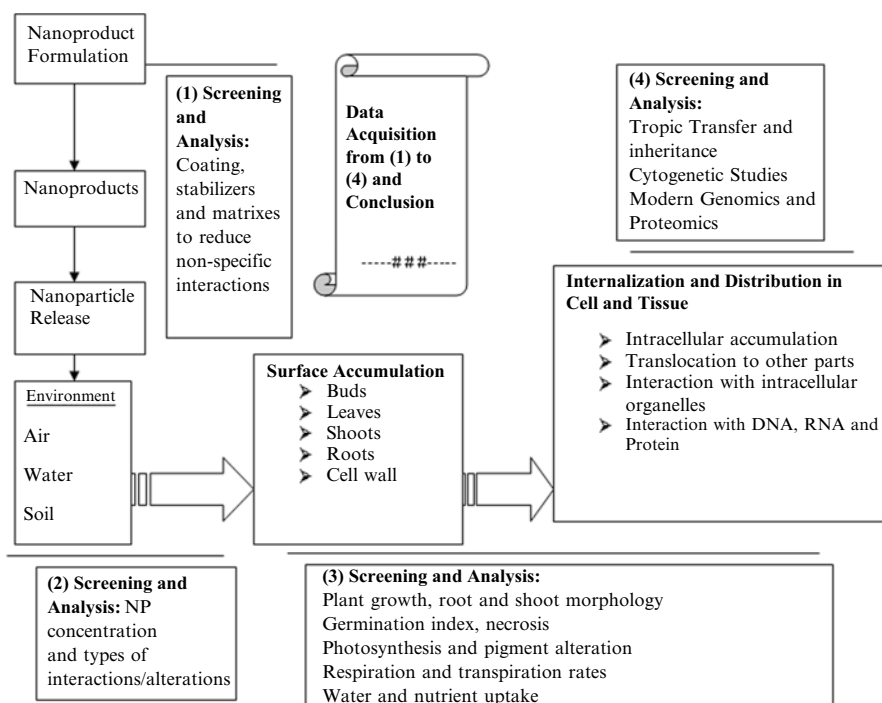 Nanoproduct
Formulation
Nanoproducts
Nanoparticle
Release
Environment
Air
Water
Soil
(1) Screening
and
Analysis:
Coating,
stabilizers
and matrixes
to reduce
non-specific
interactions
Data
Acquisition
from (1) to
(4) and
Conclusion
-----###-----
(4) Screening and
Analysis:
Tropic Transfer and
inheritance
Cytogenetic Studies
Modern Genomics and
Proteomics
Surface Accumulation
Buds
Leaves
Shoots
Roots
Cell wall
Internalization and Distribution in
Cell and Tissue
Intracellular accumulation
Translocation to other parts
Interaction with intracellular
organelles
Interaction with DNA, RNA and
Protein
(2) Screening and
Analysis: NP
concentration
and types of
interactions/alterations
(3) Screening and Analysis:
Plant growth, root and shoot morphology
Germination index, necrosis
Photosynthesis and pigment alteration
Respiration and transpiration rates
Water and nutrient uptake